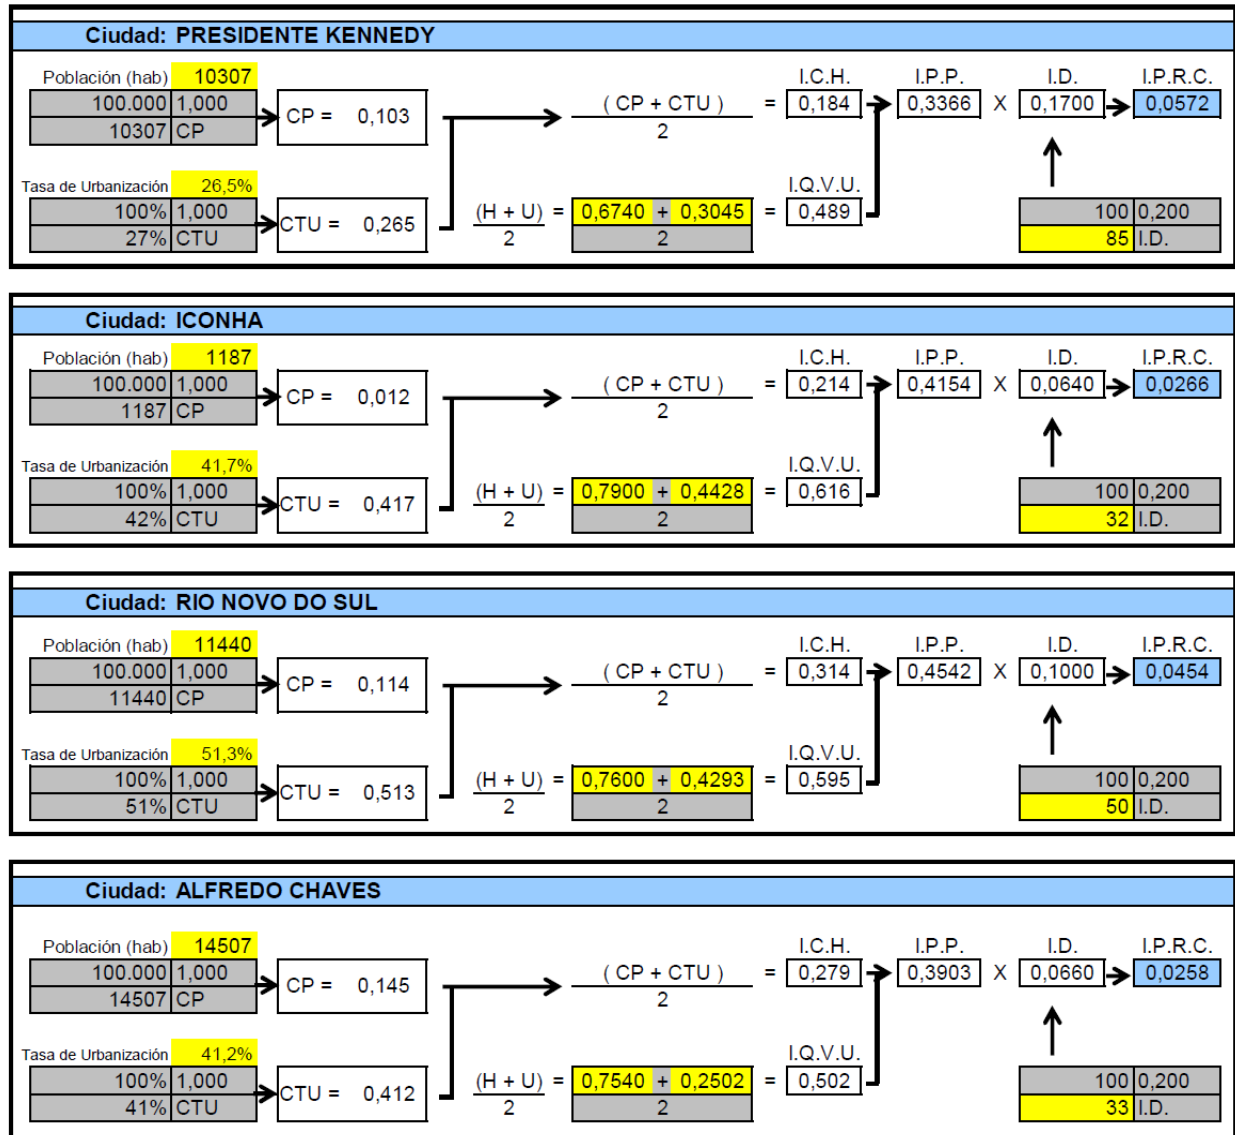 Ciudad: PRESIDENTE KENNEDY
Población (hab) 10307 I.C.H. I.P.P. I.D. I.P.R.C.
100.000 1,000 CP = 0,103 ( CP + CTU ) = 0,184 0,3366 X 0,1700 0,0572
10307 CP 2
Tasa de Urbanización 26,5% I.Q.V.U.
100% 1,000 CTU = 0,265 (H + U) = 0,6740 + 0,3045 = 0,489 100 0,200
27% CTU 2 2 85 I.D.
Ciudad: ICONHA
Población (hab) 1187 I.C.H. I.P.P. I.D. I.P.R.C.
100.000 1,000 CP = 0,012 ( CP + CTU ) = 0,214 0,4154 X 0,0640 0,0266
1187 CP 2
Tasa de Urbanización 41,7% I.Q.V.U.
100% 1,000 CTU = 0,417 (H + U) = 0,7900 + 0,4428 = 0,616 100 0,200
42% CTU 2 2 32 I.D.
Ciudad: RIO NOVO DO SUL
Población (hab) 11440 I.C.H. I.P.P. I.D. I.P.R.C.
100.000 1,000 CP = 0,114 ( CP + CTU ) = 0,314 0,4542 X 0,1000 0,0454
11440 CP 2
Tasa de Urbanización 51,3% I.Q.V.U.
100% 1,000 CTU = 0,513 (H + U) = 0,7600 + 0,4293 = 0,595 100 0,200
51% CTU 2 2 50 I.D.
Ciudad: ALFREDO CHAVES
Población (hab) 14507 I.C.H. I.P.P. I.D. I.P.R.C.
100.000 1,000 CP = 0,145 ( CP + CTU ) = 0,279 0,3903 X 0,0660 0,0258
14507 CP 2
Tasa de Urbanización 41,2% I.Q.V.U.
100% 1,000 CTU = 0,412 (H + U) = 0,7540 + 0,2502 = 0,502 100 0,200
41% CTU 2 2 33 I.D.